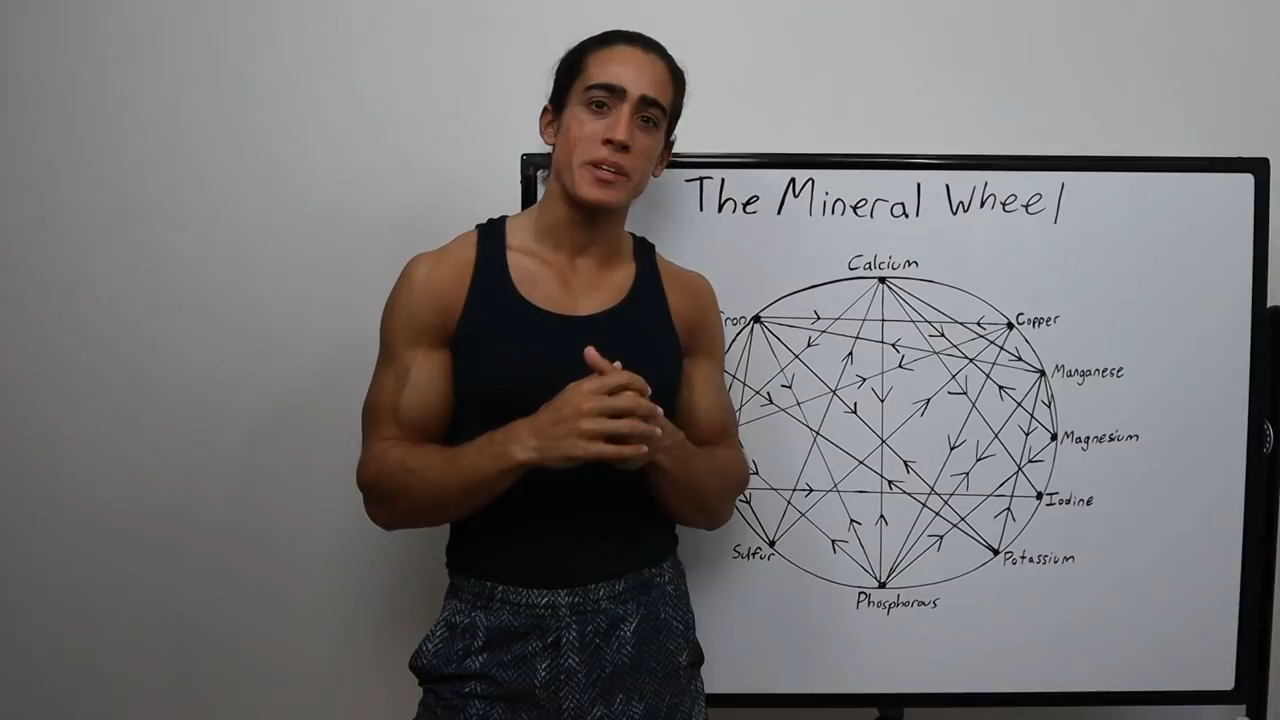 The Mineral Wheel
Calcium
Copper
Manganese
Magnesium
Iodine
Potassium
Phosphorous
Sulfur